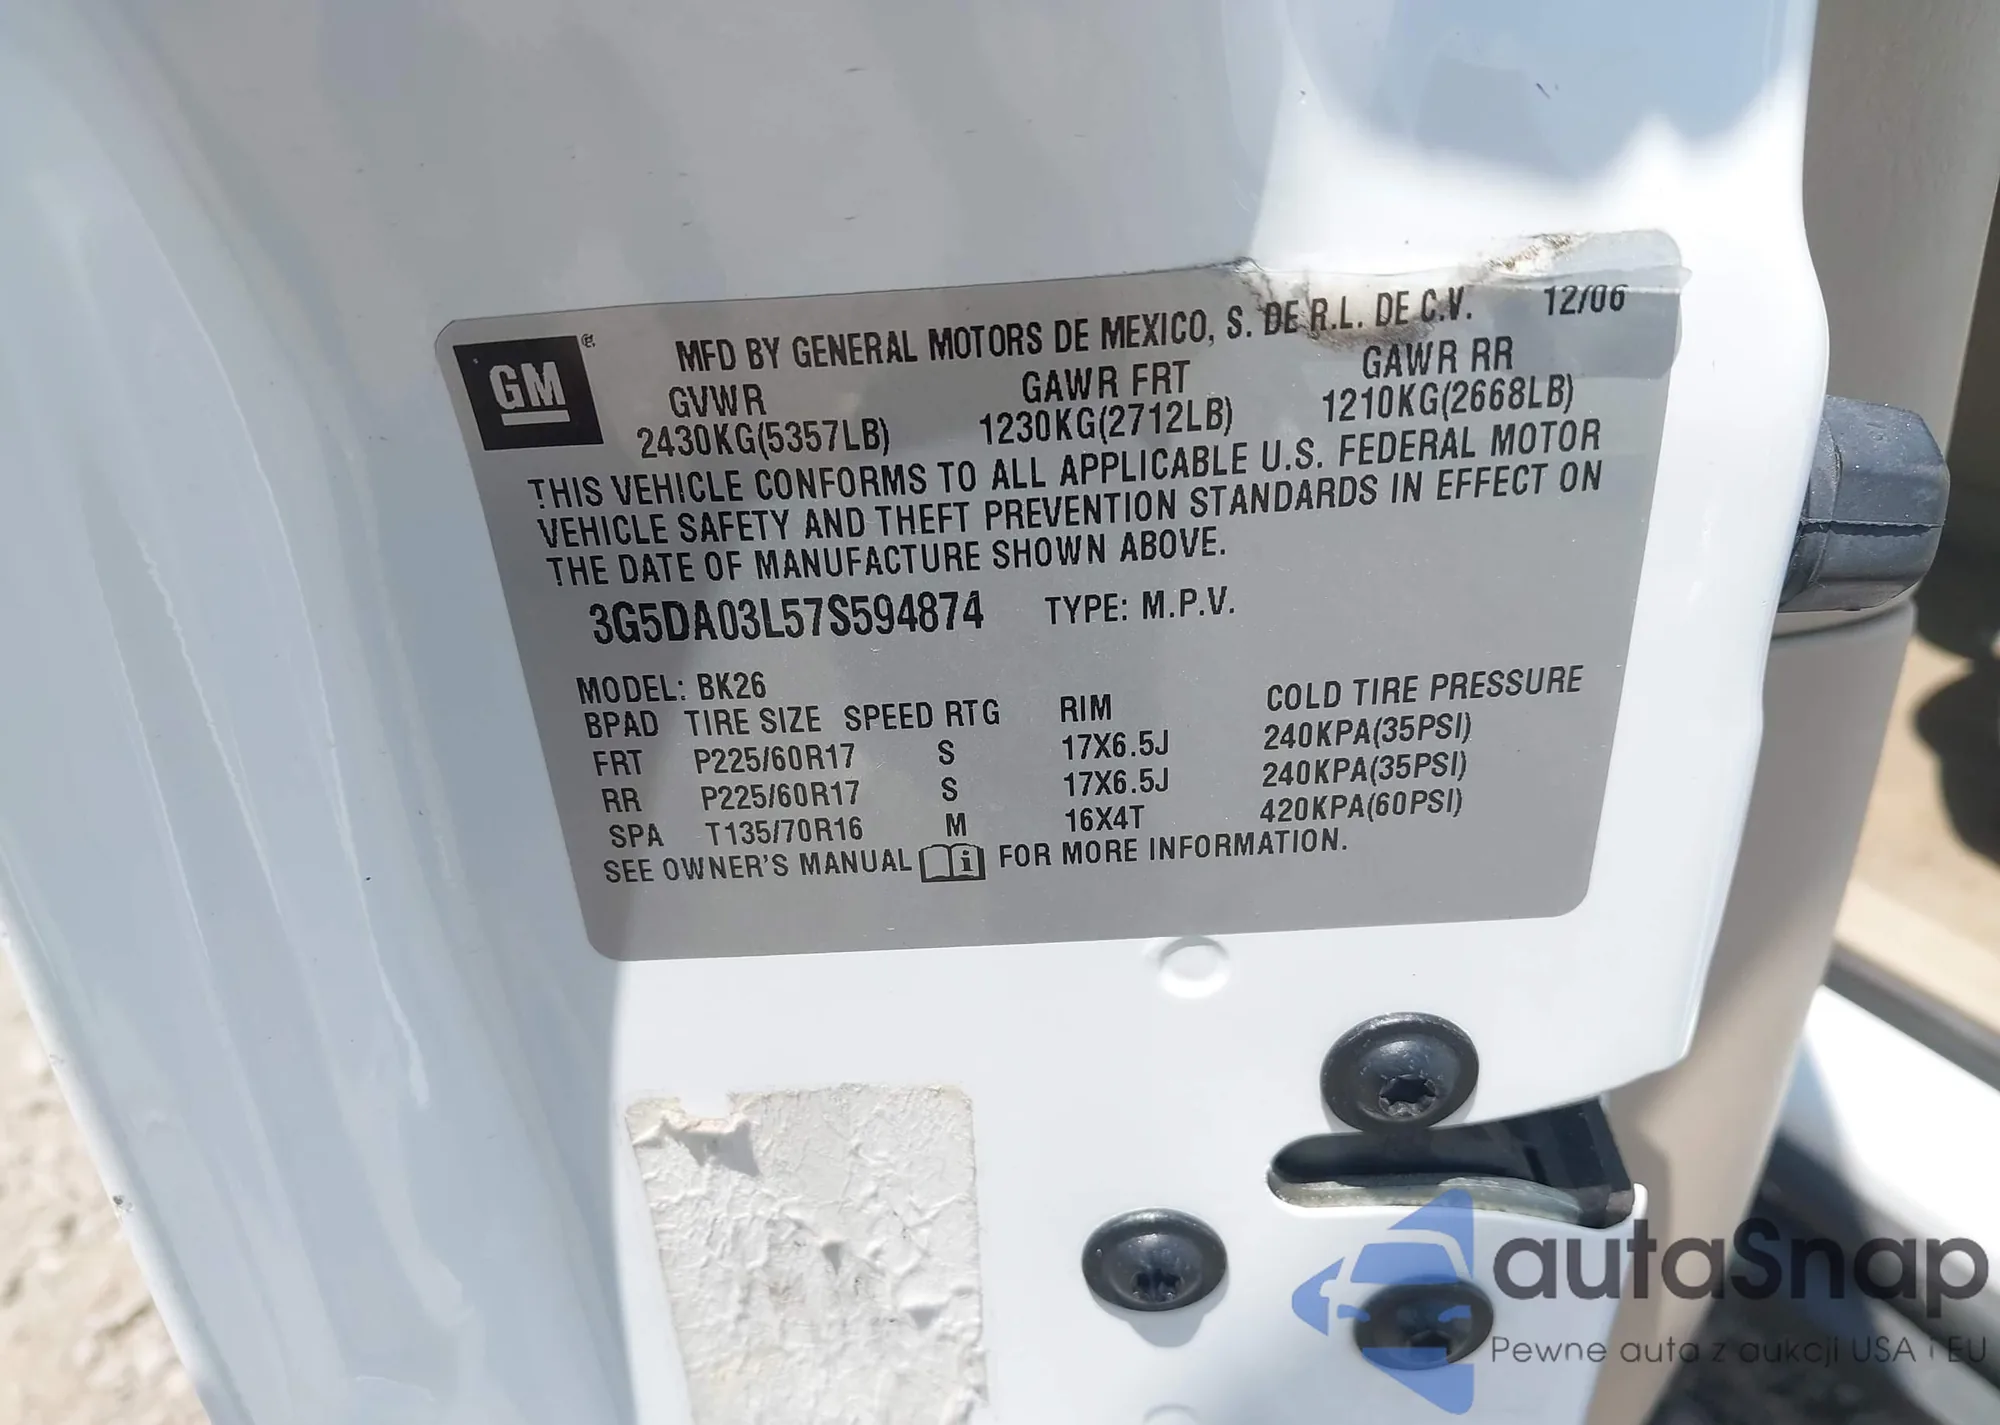 GM ®
MFD BY GENERAL MOTORS DE MEXICO, S. DE R.L. DE C.V. 12/06
GVWR GAWR FRT GAWR RR
2430KG(5357LB) 1230KG(2712LB) 1210KG(2668LB)
THIS VEHICLE CONFORMS TO ALL APPLICABLE U.S. FEDERAL MOTOR
VEHICLE SAFETY AND THEFT PREVENTION STANDARDS IN EFFECT ON
THE DATE OF MANUFACTURE SHOWN ABOVE.
3G5DA03L57S594874 TYPE: M.P.V.
MODEL: BK26
BPAD TIRE SIZE SPEED RTG RIM COLD TIRE PRESSURE
FRT P225/60R17 S 17X6.5J 240KPA(35PSI)
RR P225/60R17 S 17X6.5J 240KPA(35PSI)
SPA T135/70R16 M 16X4T 420KPA(60PSI)
SEE OWNER'S MANUAL i FOR MORE INFORMATION.
autaSnap
Pewne auta z aukcji USA i EU